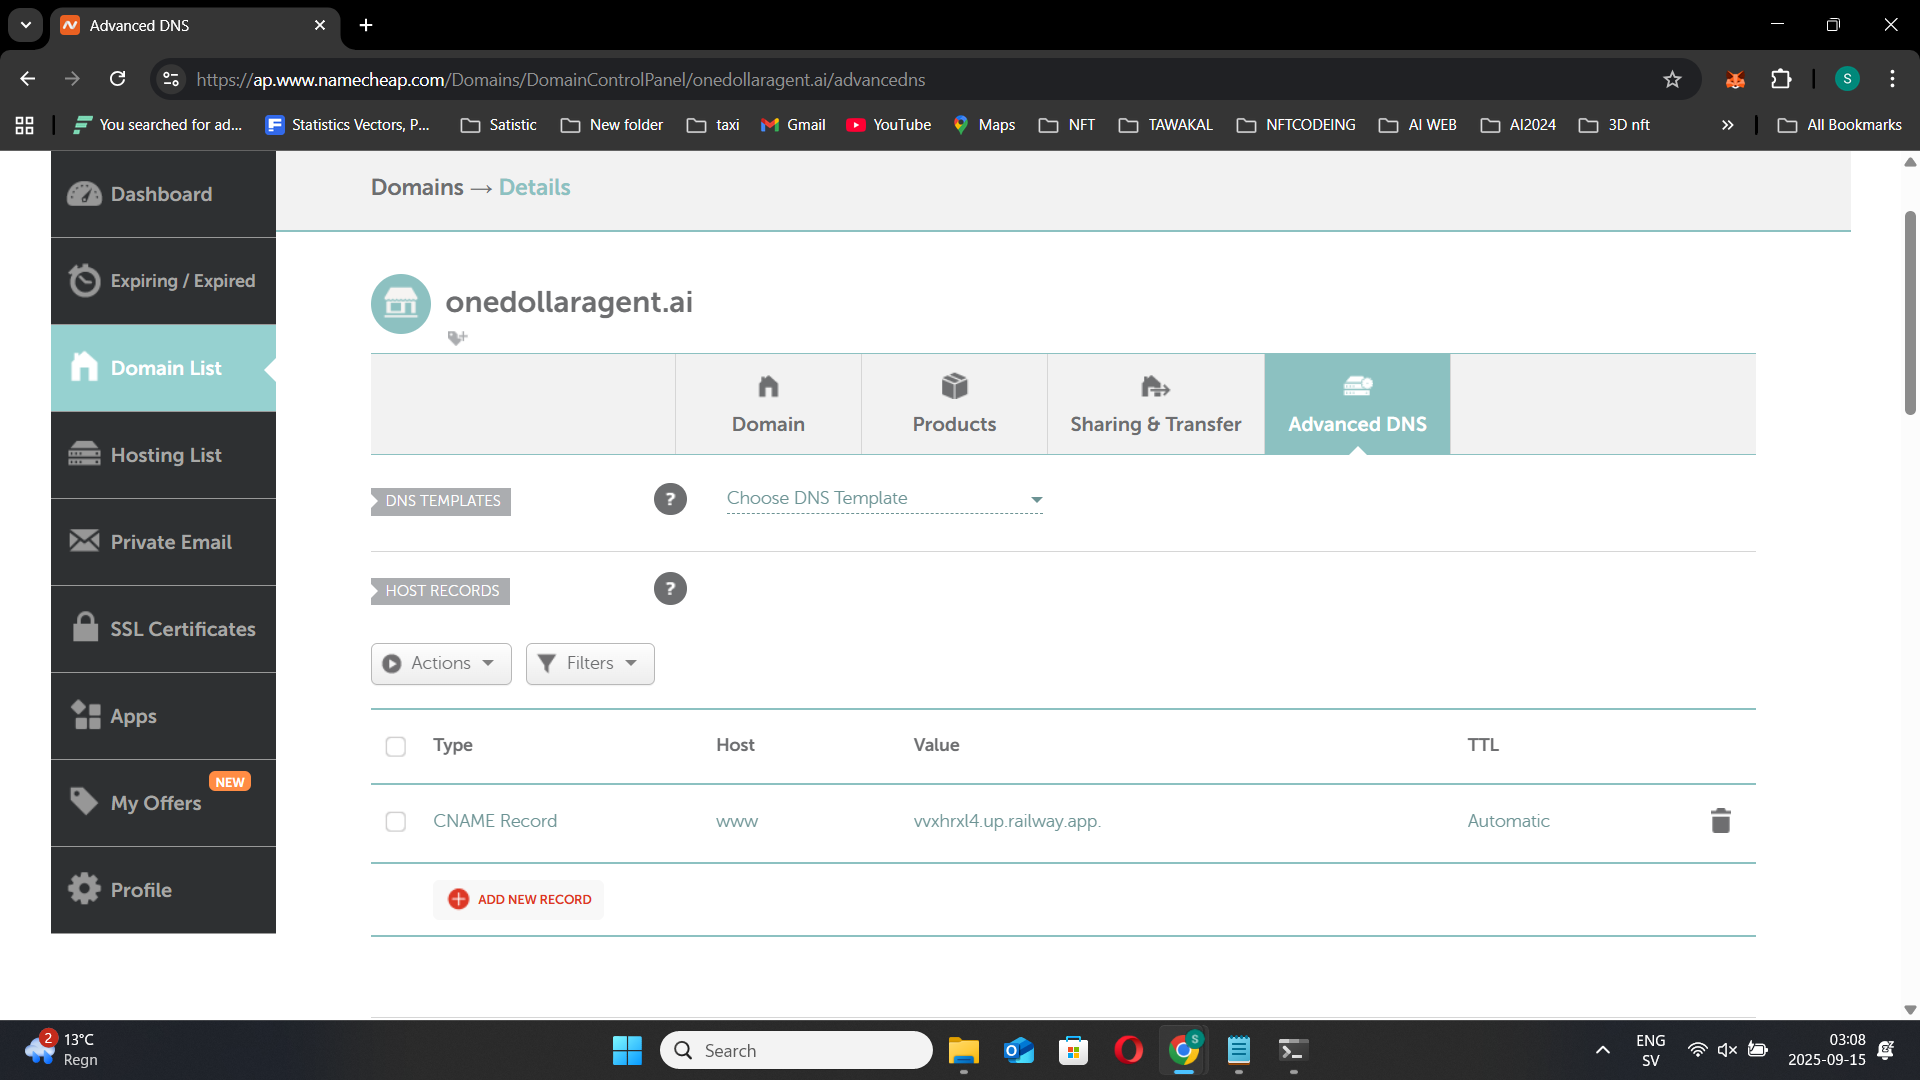 Advanced DNS
https://ap.www.namecheap.com/Domains/DomainControlPanel/onedollaragent.ai/advancedns
S
You searched for ad...
Statistics Vectors, P...
Satistic
New folder
taxi
Gmail
YouTube
Maps
NFT
TAWAKAL
NFTCODEING
AI WEB
AI2024
3D nft
»
All Bookmarks
Dashboard
Expiring / Expired
Domain List
Hosting List
Private Email
SSL Certificates
Apps
NEW
My Offers
Profile
Domains → Details
onedollaragent.ai
Domain
Products
Sharing & Transfer
Advanced DNS
DNS TEMPLATES
?
Choose DNS Template
HOST RECORDS
?
Actions
Filters
Type Host Value TTL
CNAME Record www vvxhrxl4.up.railway.app. Automatic
ADD NEW RECORD
2
13°C
Regn
Search
S
ENG
SV
03:08
2025-09-15